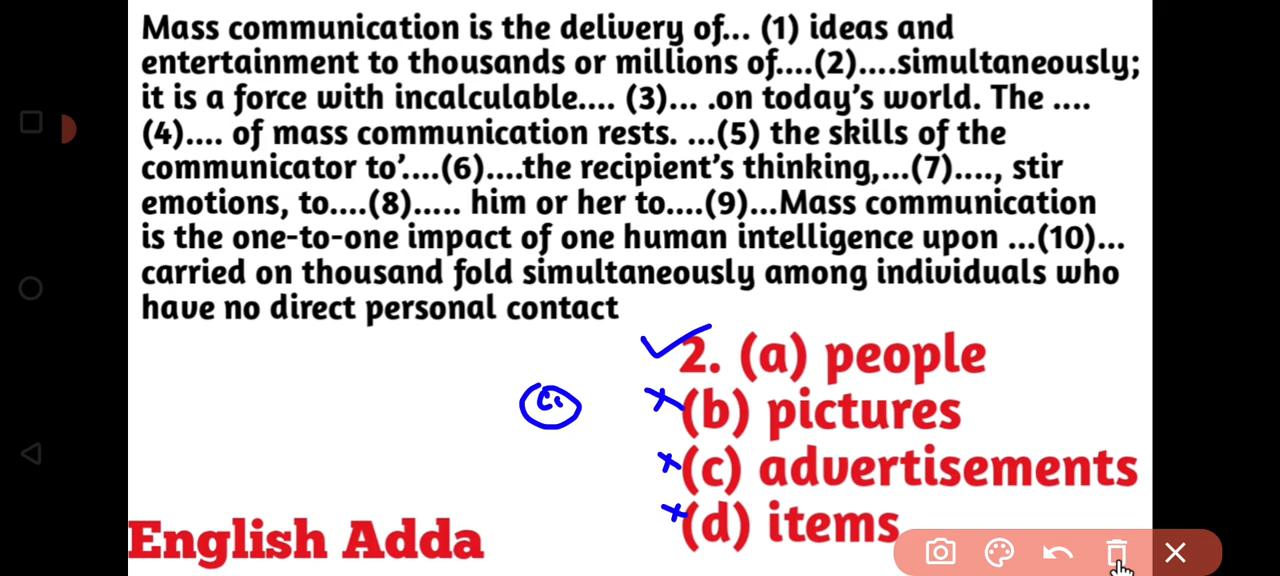 Mass communication is the delivery of... (1) ideas and
entertainment to thousands or millions of....(2)....simultaneously;
it is a force with incalculable.... (3)... .on today's world. The ....
(4).... of mass communication rests. ...(5) the skills of the
communicator to'....(6)....the recipient's thinking,...(7)...., stir
emotions, to....(8)..... him or her to....(9)...Mass communication
is the one-to-one impact of one human intelligence upon ...(10)...
carried on thousand fold simultaneously among individuals who
have no direct personal contact
2. (a) people
(b) pictures
(c) advertisements
(d) items
English Adda